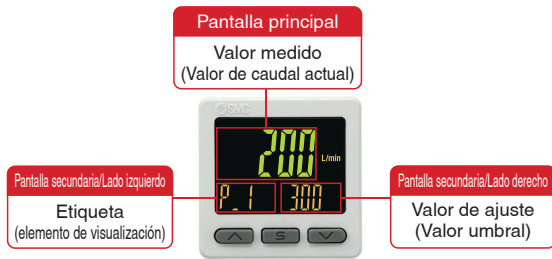 Pantalla principal
Valor medido
(Valor de caudal actual)
SMC
200
L/min
Pantalla secundaria/Lado izquierdo
Etiqueta
(elemento de visualización)
P_1
300
Pantalla secundaria/Lado derecho
Valor de ajuste
(Valor umbral)
S